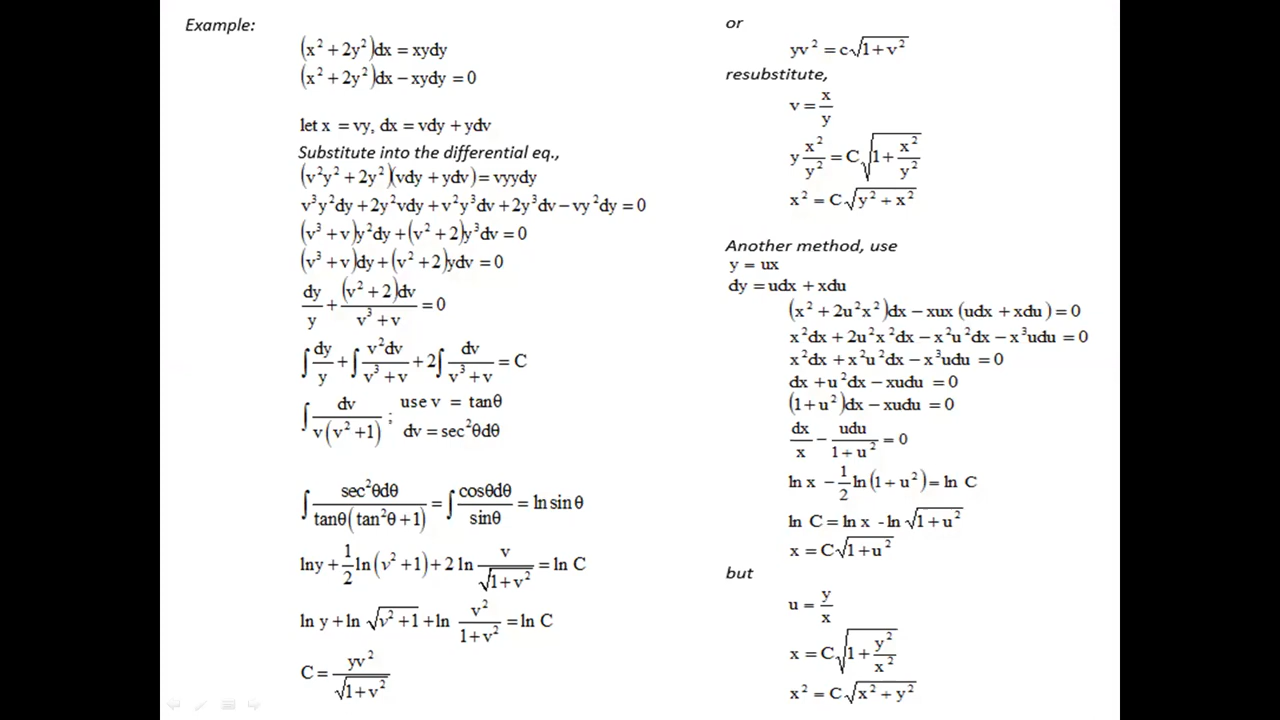 Example:
(x² + 2y²)dx = xydy
(x² + 2y²)dx − xydy = 0
let x = vy, dx = vdy + ydv
Substitute into the differential eq.,
(v²y² + 2y²)(vdy + ydv) = vyydy
v³y²dy + 2y²vdy + v²y³dv + 2y³dv − vy²dy = 0
(v³ + v)y²dy + (v² + 2)y³dv = 0
(v³ + v)dy + (v² + 2)ydv = 0
dy/y + (v² + 2)dv/(v³ + v) = 0
∫ dy/y + ∫ v²dv/(v³ + v) + 2∫ dv/(v³ + v) = C
∫ dv/(v(v² + 1)) ; use v = tanθ
dv = sec²θdθ
∫ sec²θdθ/(tanθ(tan²θ + 1)) = ∫ cosθdθ/sinθ = ln sin θ
lny + 1/2 ln(v² + 1) + 2 ln v/√(1 + v²) = ln C
ln y + ln √(v² + 1) + ln v²/(1 + v²) = ln C
C = yv²/√(1 + v²)
or
yv² = c√(1 + v²)
resubstitute,
v = x/y
y x²/y² = C√(1 + x²/y²)
x² = C√(y² + x²)
Another method, use
y = ux
dy = udx + xdu
(x² + 2u²x²)dx − xux (udx + xdu) = 0
x²dx + 2u²x²dx − x²u²dx − x³udu = 0
x²dx + x²u²dx − x³udu = 0
dx + u²dx − xudu = 0
(1 + u²)dx − xudu = 0
dx/x − udu/(1 + u²) = 0
ln x − 1/2 ln(1 + u²) = ln C
ln C = ln x - ln √(1 + u²)
x = C√(1 + u²)
but
u = y/x
x = C√(1 + y²/x²)
x² = C√(x² + y²)